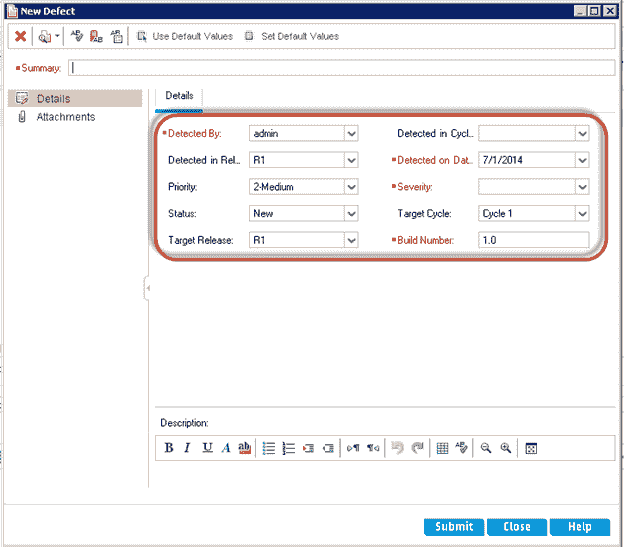 New Defect
Use Default Values Set Default Values
Summary:
Details
Attachments
Details
Detected By: admin Detected in Cycl..
Detected in Rel.. R1 Detected on Dat.. 7/1/2014
Priority: 2-Medium Severity:
Status: New Target Cycle: Cycle 1
Target Release: R1 Build Number: 1.0
Description:
B I U A ab
Submit Close Help